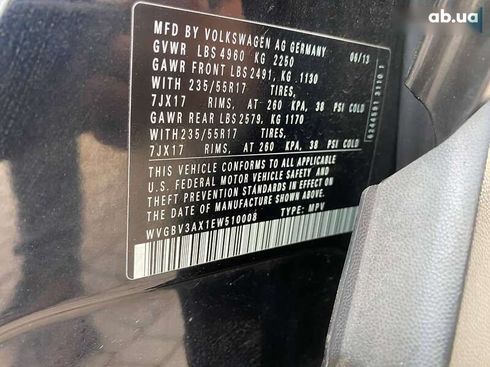 ab.ua
MFD BY VOLKSWAGEN AG GERMANY
GVWR LBS 4960 KG 2250 06/13
GAWR FRONT LBS 2491, KG 1130
WITH 235/55R17 TIRES,
7JX17 RIMS, AT 260 KPA, 38 PSI COLD
GAWR REAR LBS 2579, KG 1170
WITH 235/55R17 TIRES,
7JX17 RIMS, AT 260 KPA, 38 PSI COLD
THIS VEHICLE CONFORMS TO ALL APPLICABLE
U.S. FEDERAL MOTOR VEHICLE SAFETY AND
THEFT PREVENTION STANDARDS IN EFFECT ON
THE DATE OF MANUFACTURE SHOWN ABOVE
WVGBV3AX1EW510008 TYPE: MPV